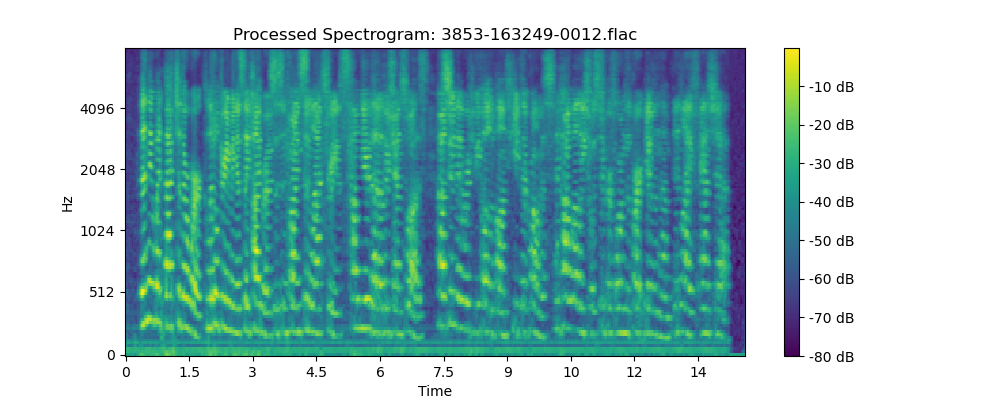 Processed Spectrogram: 3853-163249-0012.flac
4096
2048
1024
512
0
Hz
0 1.5 3 4.5 6 7.5 9 10 12 14
Time
-10 dB
-20 dB
-30 dB
-40 dB
-50 dB
-60 dB
-70 dB
-80 dB